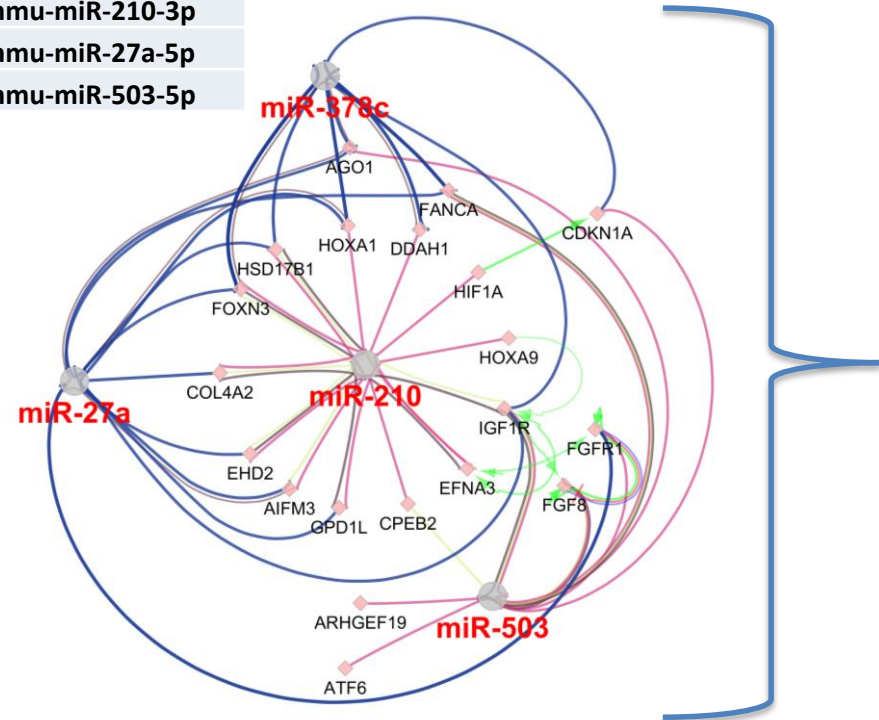 mmu-miR-210-3p
mmu-miR-27a-5p
mmu-miR-503-5p
miR-378c
AGO1
FANCA
CDKN1A
HOXA1
DDAH1
HSD17B1
HIF1A
FOXN3
HOXA9
COL4A2
miR-210
miR-27a
IGF1R
FGFR1
EHD2
EFNA3
AIFM3
FGF8
GPD1L
CPEB2
ARHGEF19
miR-503
ATF6